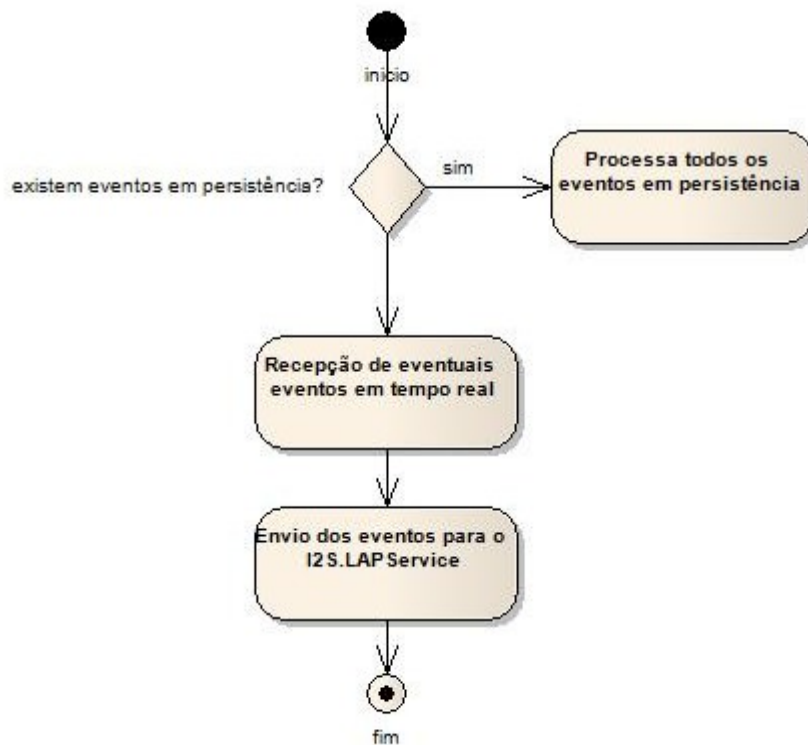 início
existem eventos em persistência?
sim
Processa todos os
eventos em persistência
Recepção de eventuais
eventos em tempo real
Envio dos eventos para o
I2S.LAPService
fim